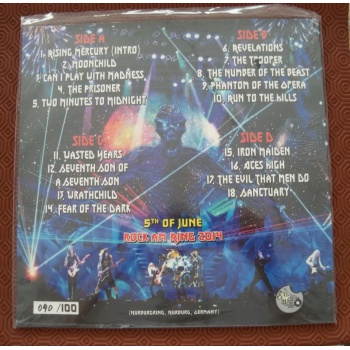 SIDE A
1. RISING MERCURY (INTRO)
2. MOONCHILD
3. CAN I PLAY WITH MADNESS
4. THE PRISONER
5. TWO MINUTES TO MIDNIGHT
SIDE B
6. REVELATIONS
7. THE TROOPER
8. THE NUMBER OF THE BEAST
9. PHANTOM OF THE OPERA
10. RUN TO THE HILLS
SIDE C
11. WASTED YEARS
12. SEVENTH SON OF
A SEVENTH SON
13. WRATHCHILD
14. FEAR OF THE DARK
SIDE D
15. IRON MAIDEN
16. ACES HIGH
17. THE EVIL THAT MEN DO
18. SANCTUARY
5TH OF JUNE
ROCK AM RING 2014
090 /100
(NÜRBURGRING, NÜRBURG, GERMANY)